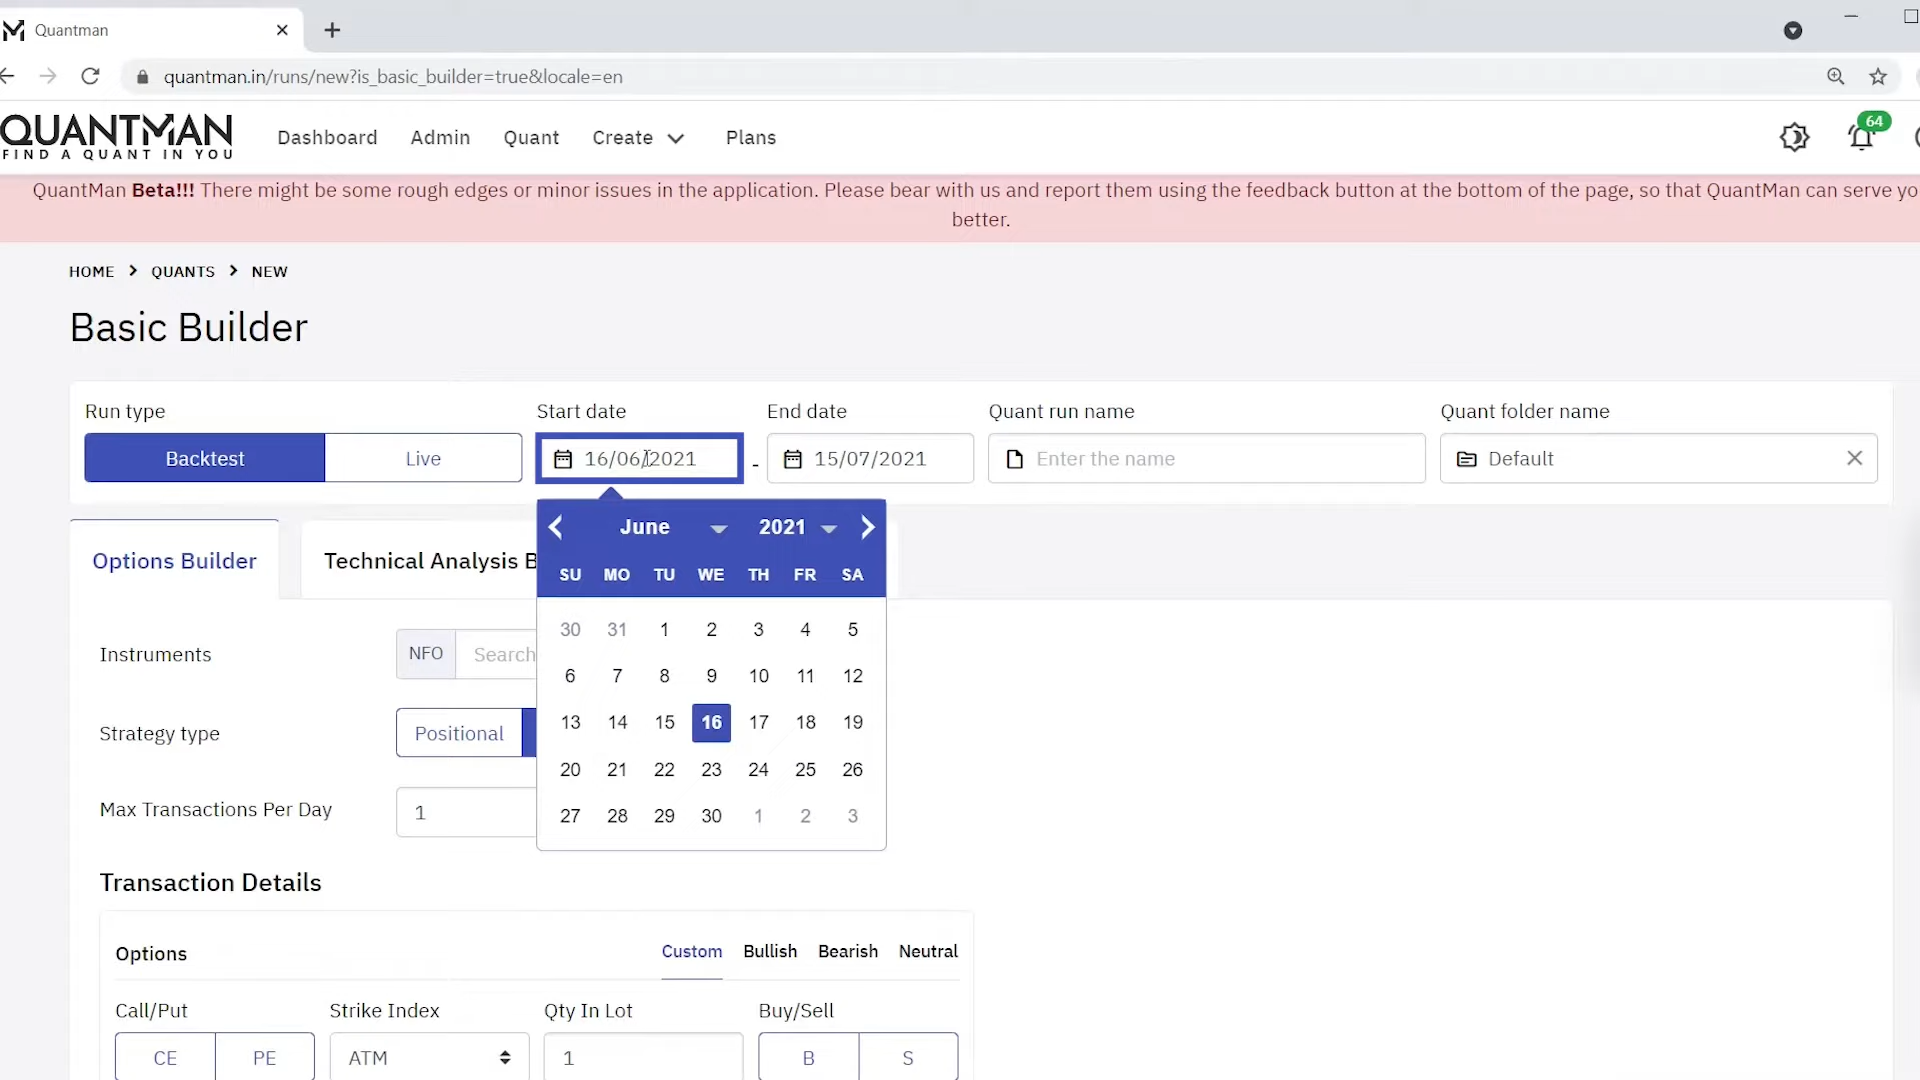 Quantman
quantman.in/runs/new?is_basic_builder=true&locale=en
QUANTMAN
FIND A QUANT IN YOU
Dashboard Admin Quant Create Plans
64
QuantMan Beta!!! There might be some rough edges or minor issues in the application. Please bear with us and report them using the feedback button at the bottom of the page, so that QuantMan can serve yo
better.
HOME > QUANTS > NEW
Basic Builder
Run type Start date End date Quant run name Quant folder name
Backtest Live 16/06/2021 - 15/07/2021 Enter the name Default
June 2021
SU MO TU WE TH FR SA
30 31 1 2 3 4 5
6 7 8 9 10 11 12
13 14 15 16 17 18 19
20 21 22 23 24 25 26
27 28 29 30 1 2 3
Options Builder Technical Analysis B
Instruments NFO Search
Strategy type Positional
Max Transactions Per Day 1
Transaction Details
Options Custom Bullish Bearish Neutral
Call/Put Strike Index Qty In Lot Buy/Sell
CE PE ATM 1 B S